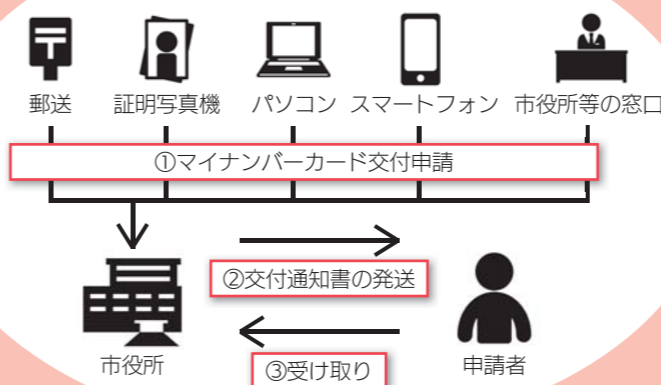 郵送 証明写真機 パソコン スマートフォン 市役所等の窓口
①マイナンバーカード交付申請
②交付通知書の発送
市役所 申請者
③受け取り